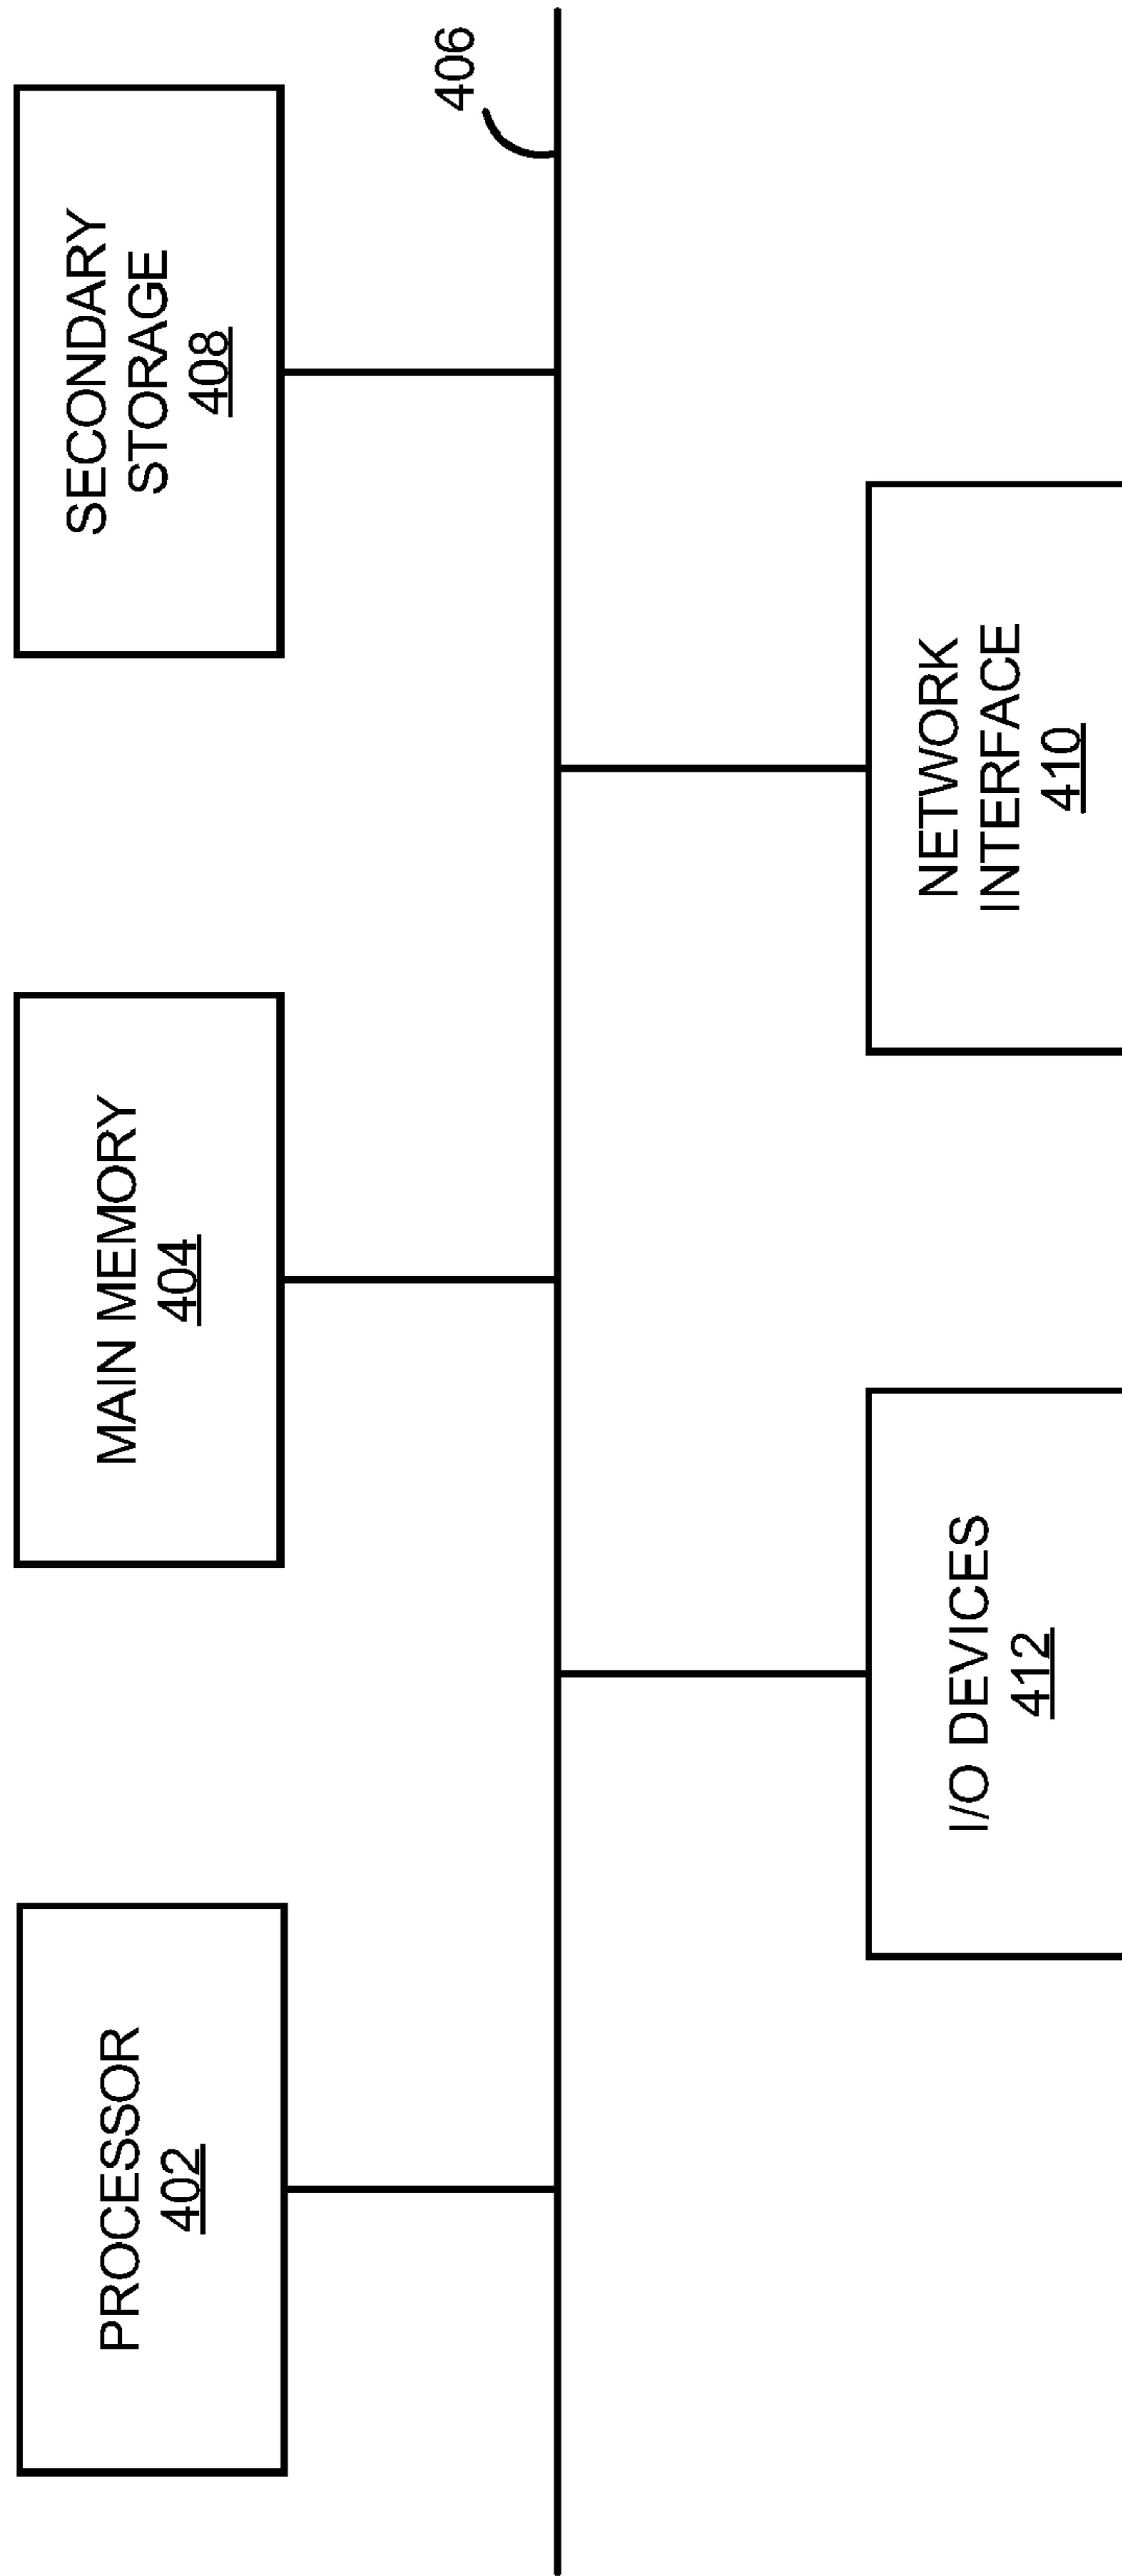 PROCESSOR
402
MAIN MEMORY
404
SECONDARY
STORAGE
408
406
I/O DEVICES
412
NETWORK
INTERFACE
410